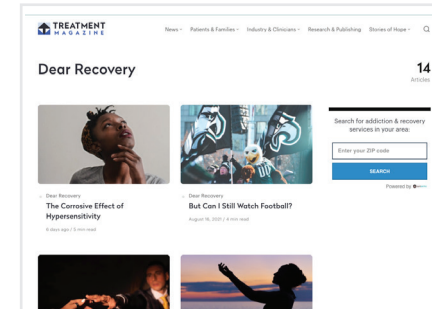 TREATMENT
MAGAZINE
News
Patients & Families
Industry & Clinicians
Research & Publishing
Stories of Hope
Dear Recovery
14
Articles
Search for addiction & recovery
services in your area:
Enter your ZIP code
SEARCH
Powered by
Dear Recovery
The Corrosive Effect of
Hypersensitivity
6 days ago / 3 min read
Dear Recovery
But Can I Still Watch Football?
August 16, 2021 / 4 min read